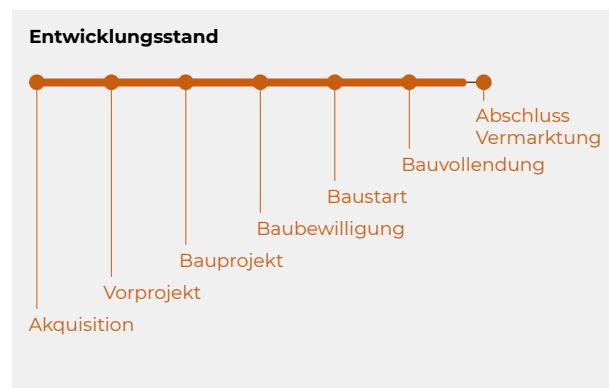 Entwicklungsstand
Abschluss
Vermarktung
Bauvollendung
Baustart
Baubewilligung
Bauprojekt
Vorprojekt
Akquisition